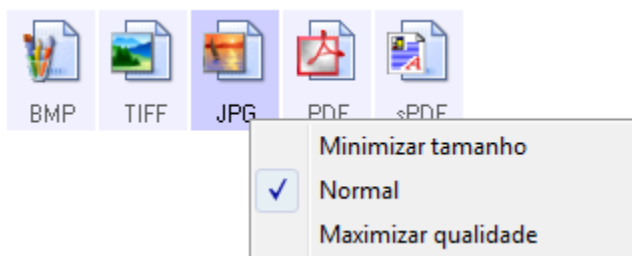 BMP TIFF JPG PDF sPDF
Minimizar tamanho
Normal
Maximizar qualidade